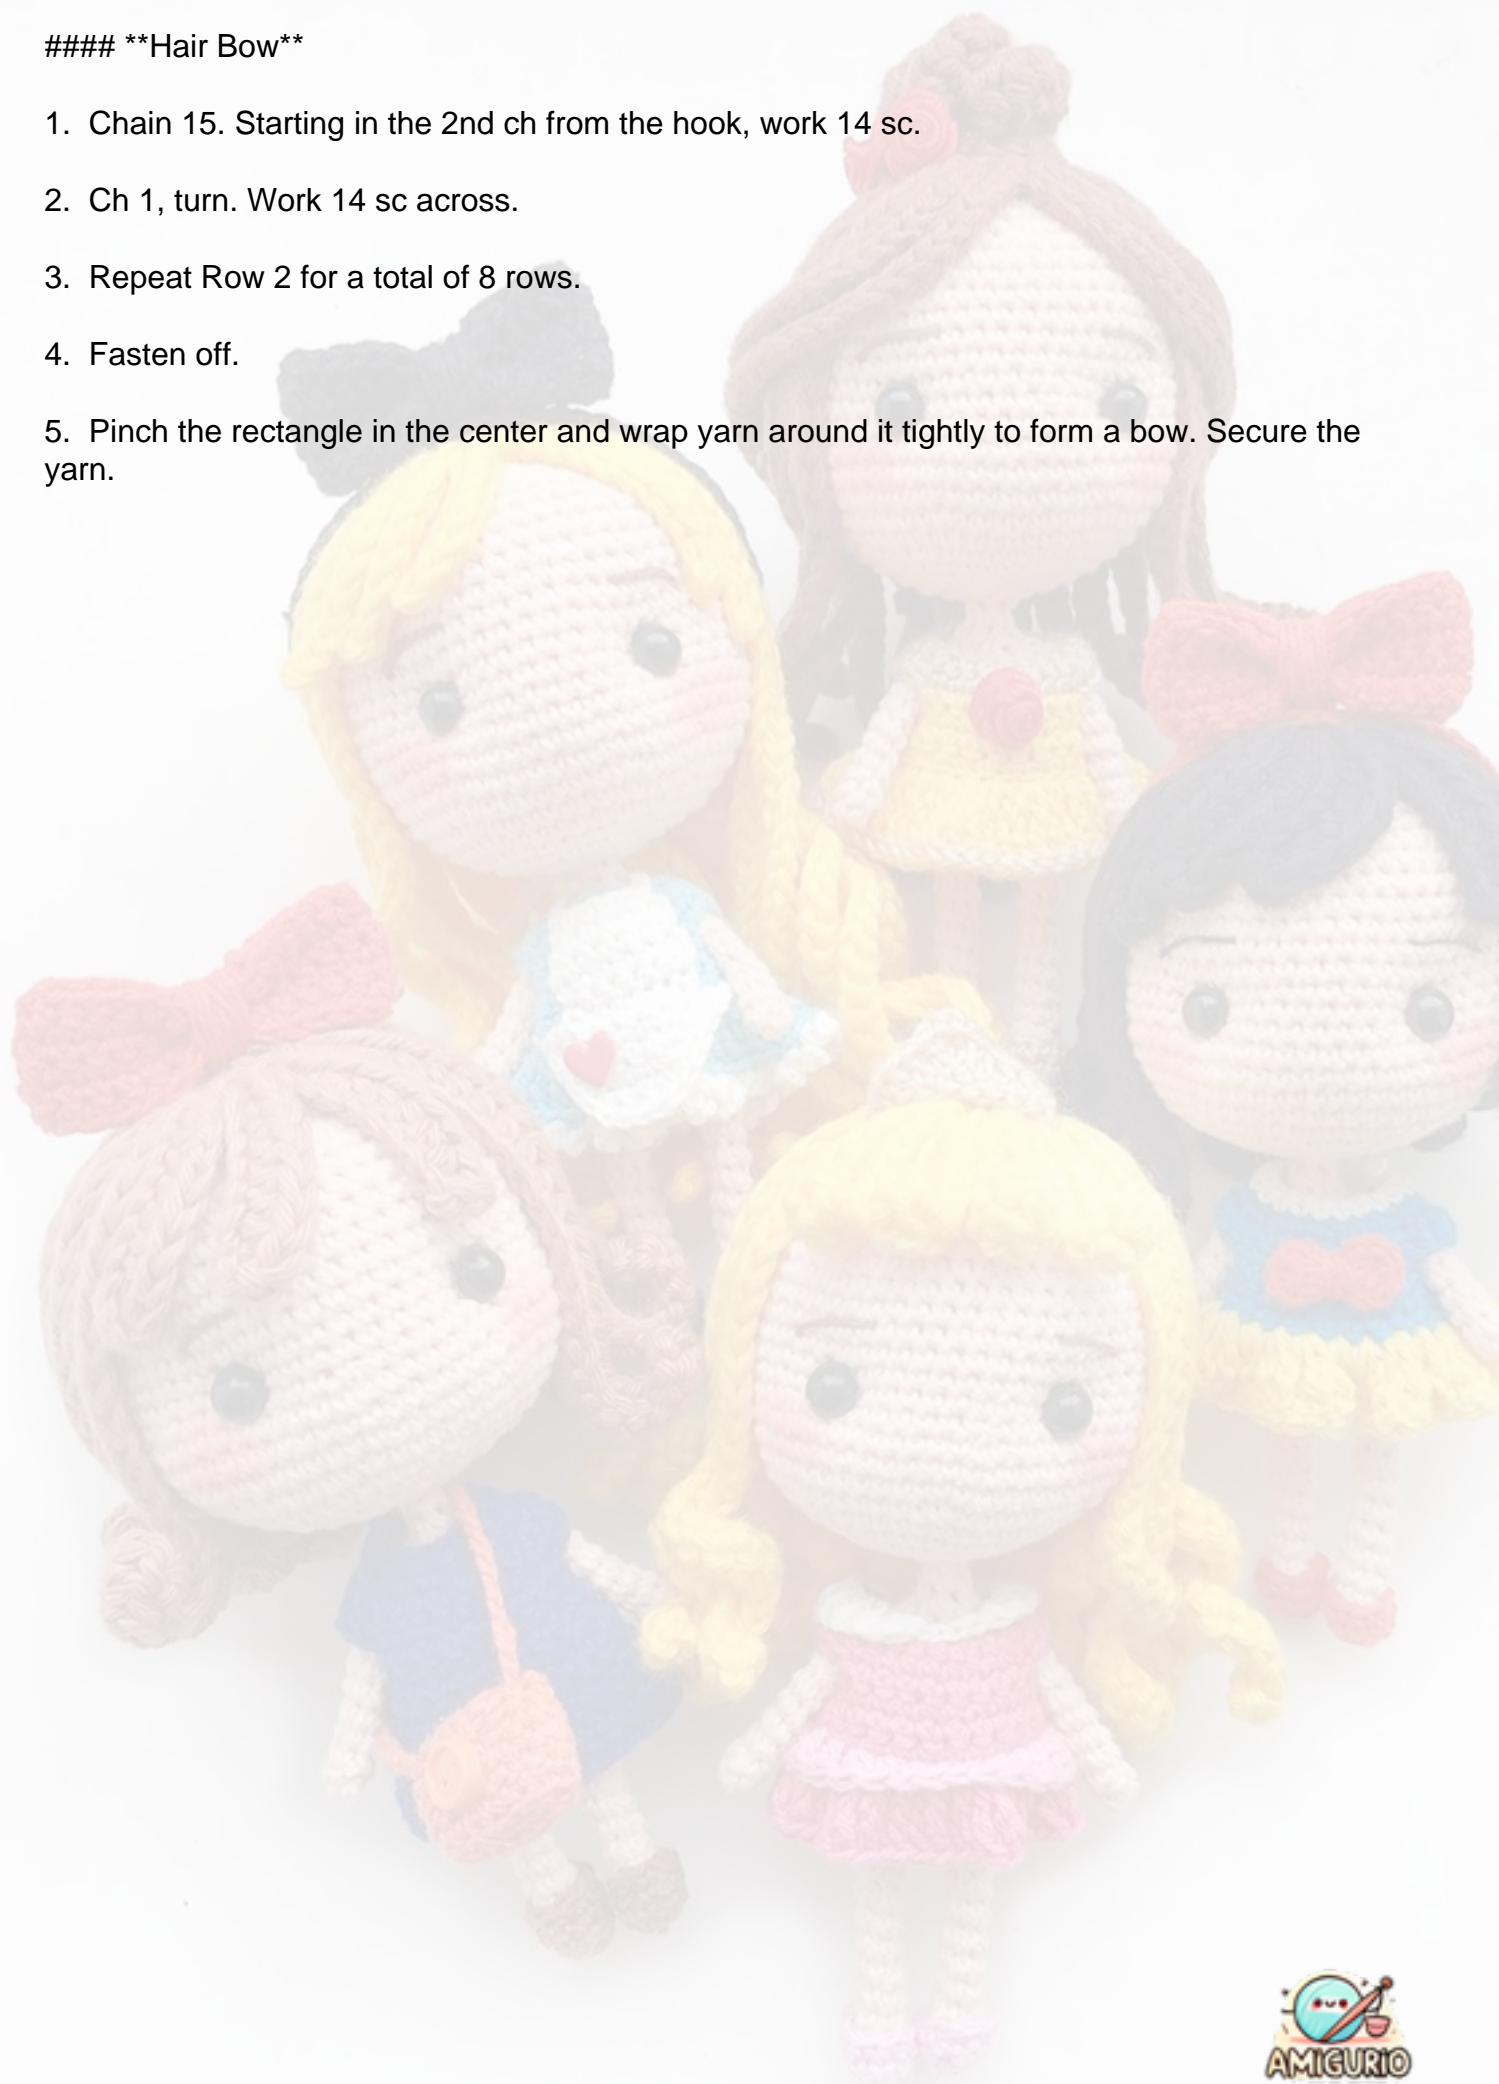 #### **Hair Bow**
1. Chain 15. Starting in the 2nd ch from the hook, work 14 sc.
2. Ch 1, turn. Work 14 sc across.
3. Repeat Row 2 for a total of 8 rows.
4. Fasten off.
5. Pinch the rectangle in the center and wrap yarn around it tightly to form a bow. Secure the
yarn.
AMIGURIO